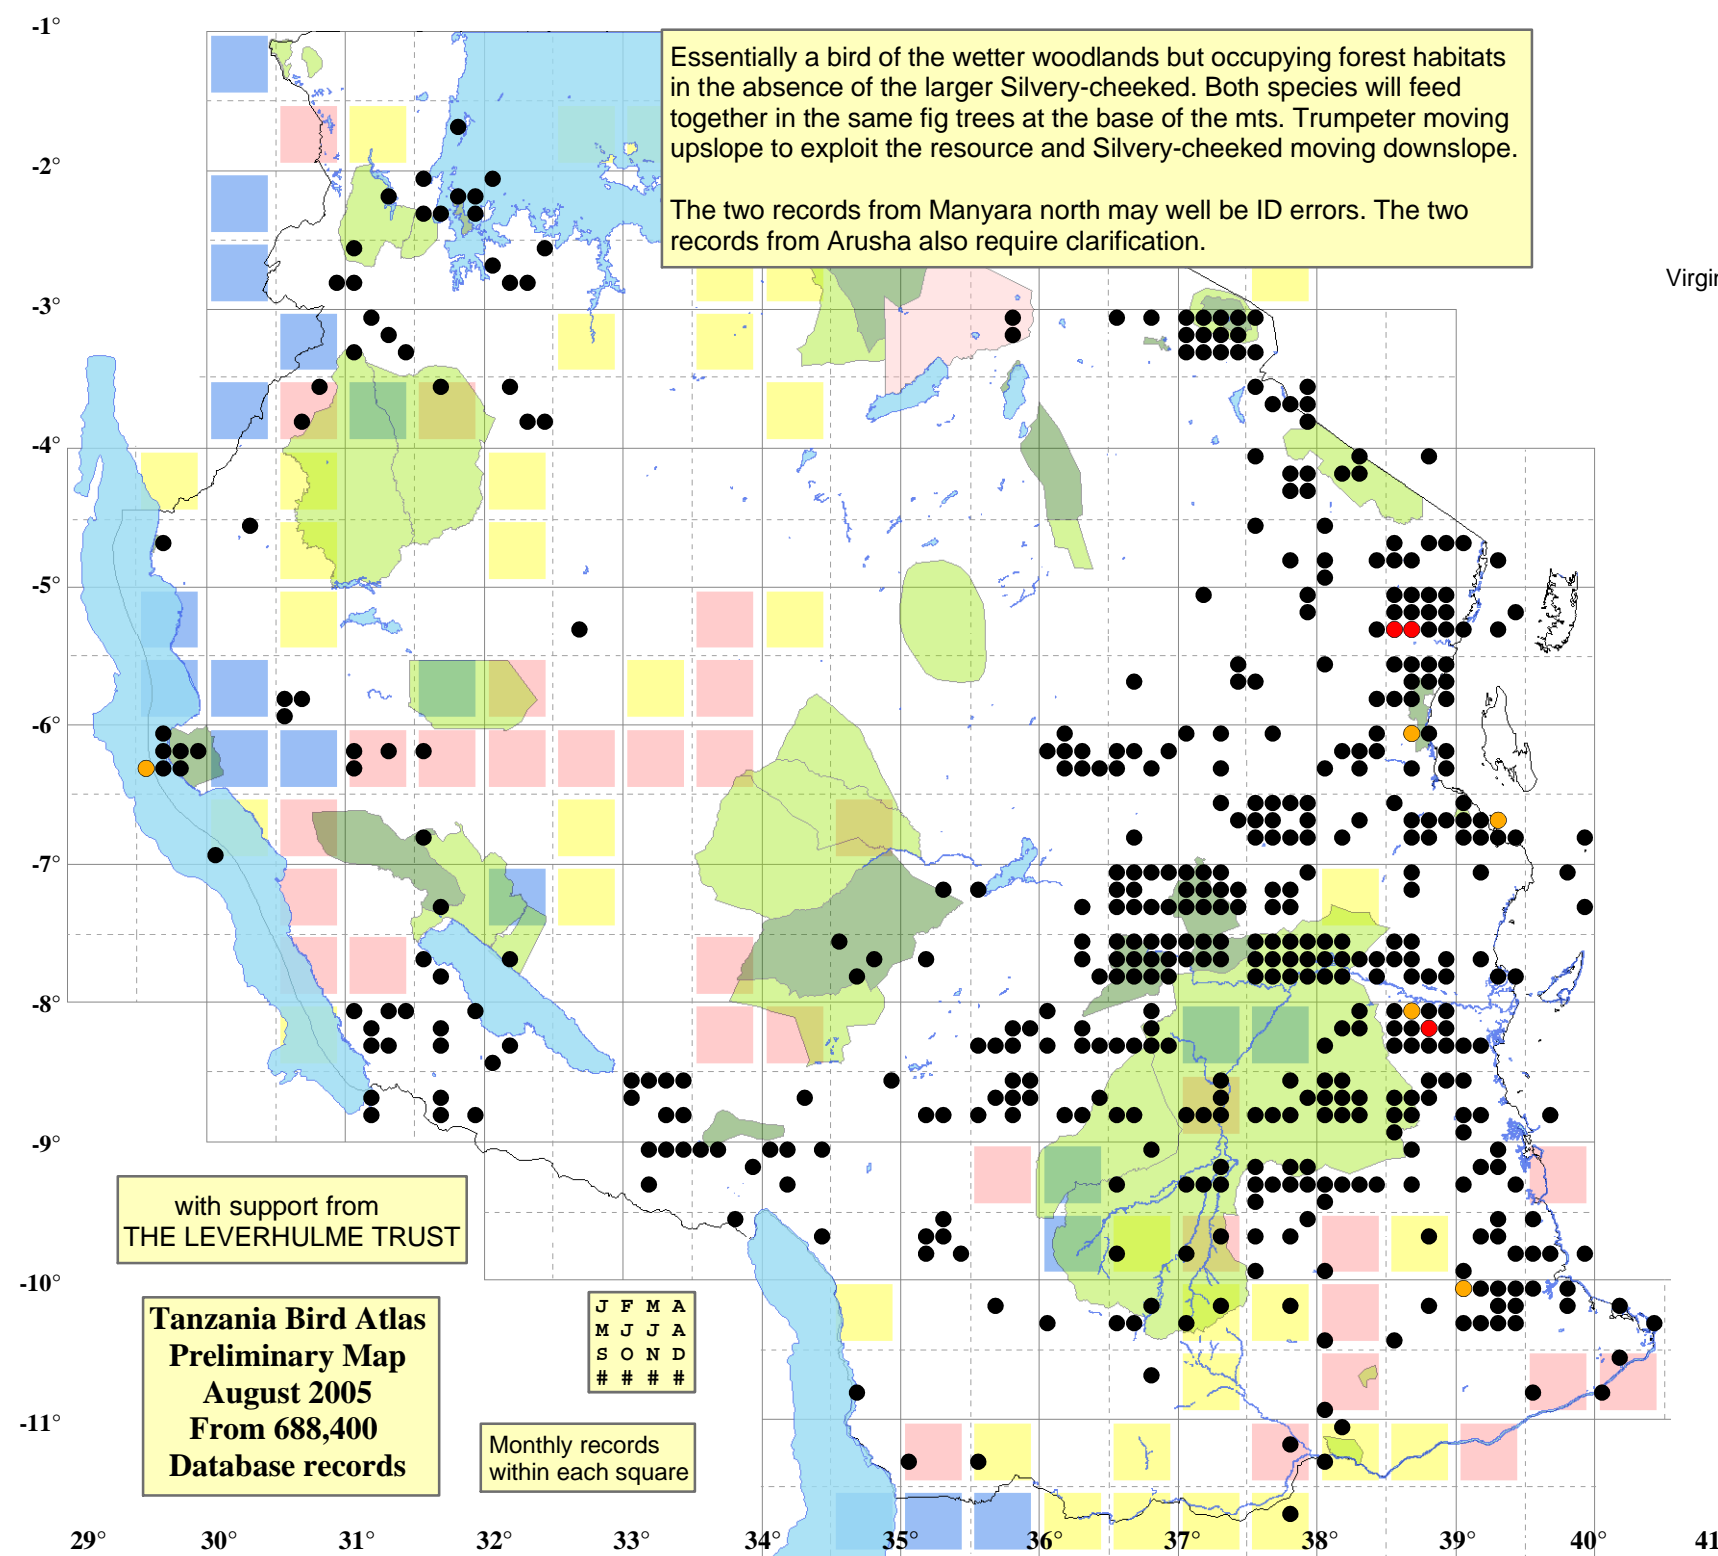 -1°
Essentially a bird of the wetter woodlands but occupying forest habitats
in the absence of the larger Silvery-cheeked. Both species will feed
together in the same fig trees at the base of the mts. Trumpeter moving
upslope to exploit the resource and Silvery-cheeked moving downslope.
The two records from Manyara north may well be ID errors. The two
records from Arusha also require clarification.
-2°
Virgin
-3°
-4°
-5°
-6°
-7°
-8°
-9°
with support from
THE LEVERHULME TRUST
-10°
Tanzania Bird Atlas
Preliminary Map
August 2005
From 688,400
Database records
J F M A
M J J A
S O N D
# # # #
Monthly records
within each square
-11°
29° 30° 31° 32° 33° 34° 35° 36° 37° 38° 39° 40° 41